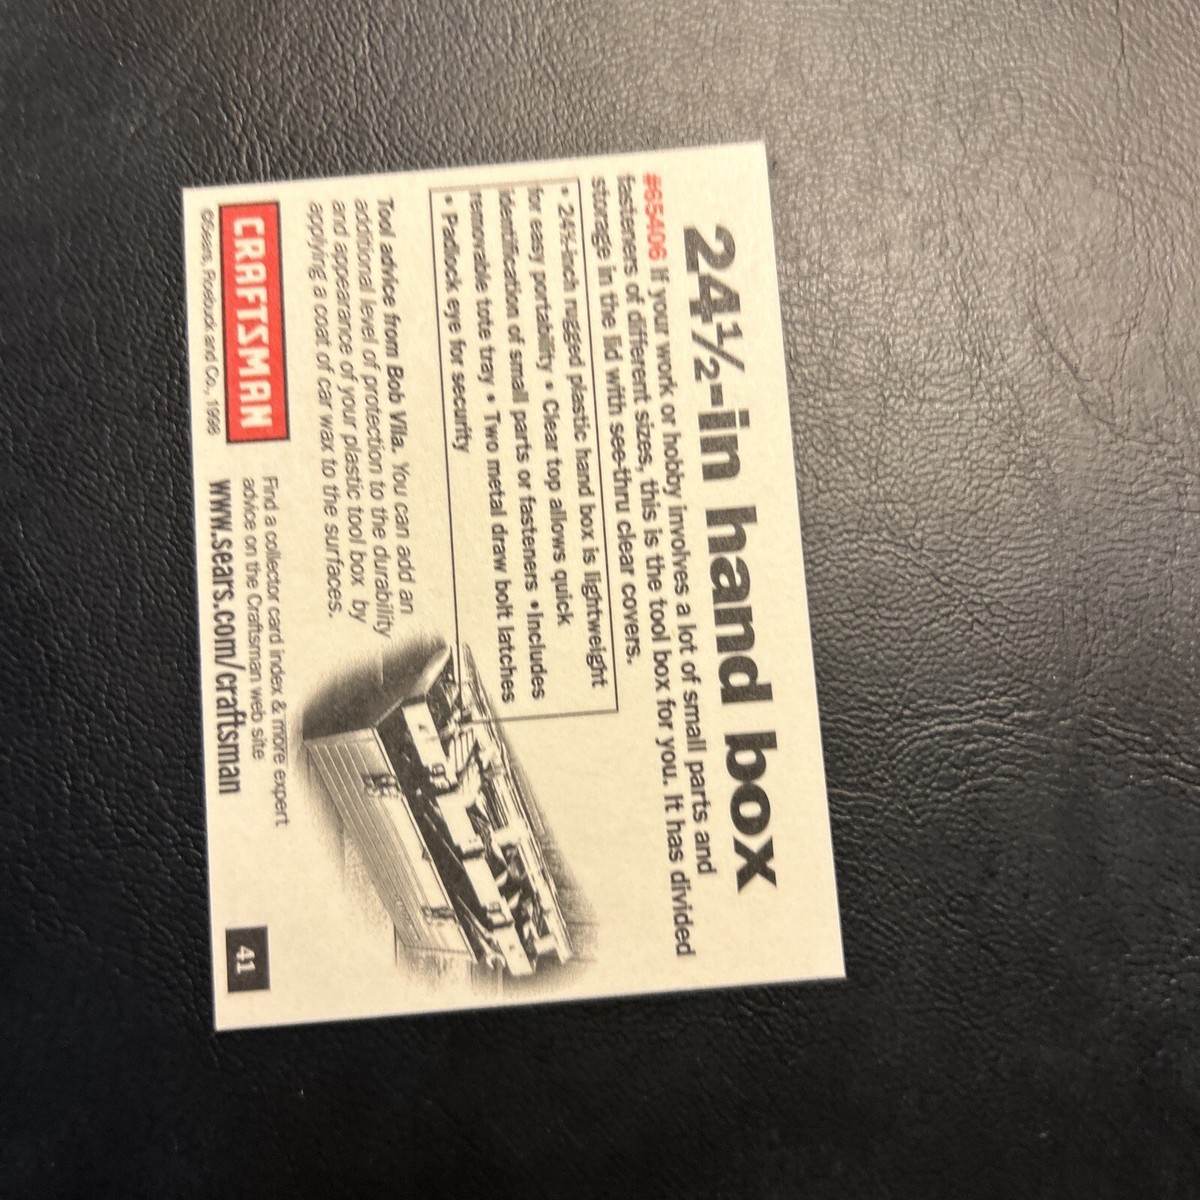 24½-in hand box
#65406 If your work or hobby involves a lot of small parts and
fasteners of different sizes, this is the tool box for you. It has divided
storage in the lid with see-thru clear covers.
• 24½-inch rugged plastic hand box is lightweight
for easy portability • Clear top allows quick
identification of small parts or fasteners •Includes
removable tote tray • Two metal draw bolt latches
• Padlock eye for security
Tool advice from Bob Vila. You can add an
additional level of protection to the durability
and appearance of your plastic tool box by
applying a coat of car wax to the surfaces.
CRAFTSMAN
©Sears, Roebuck and Co., 1998
Find a collector card index & more expert
advice on the Craftsman web site
www.sears.com/craftsman
41